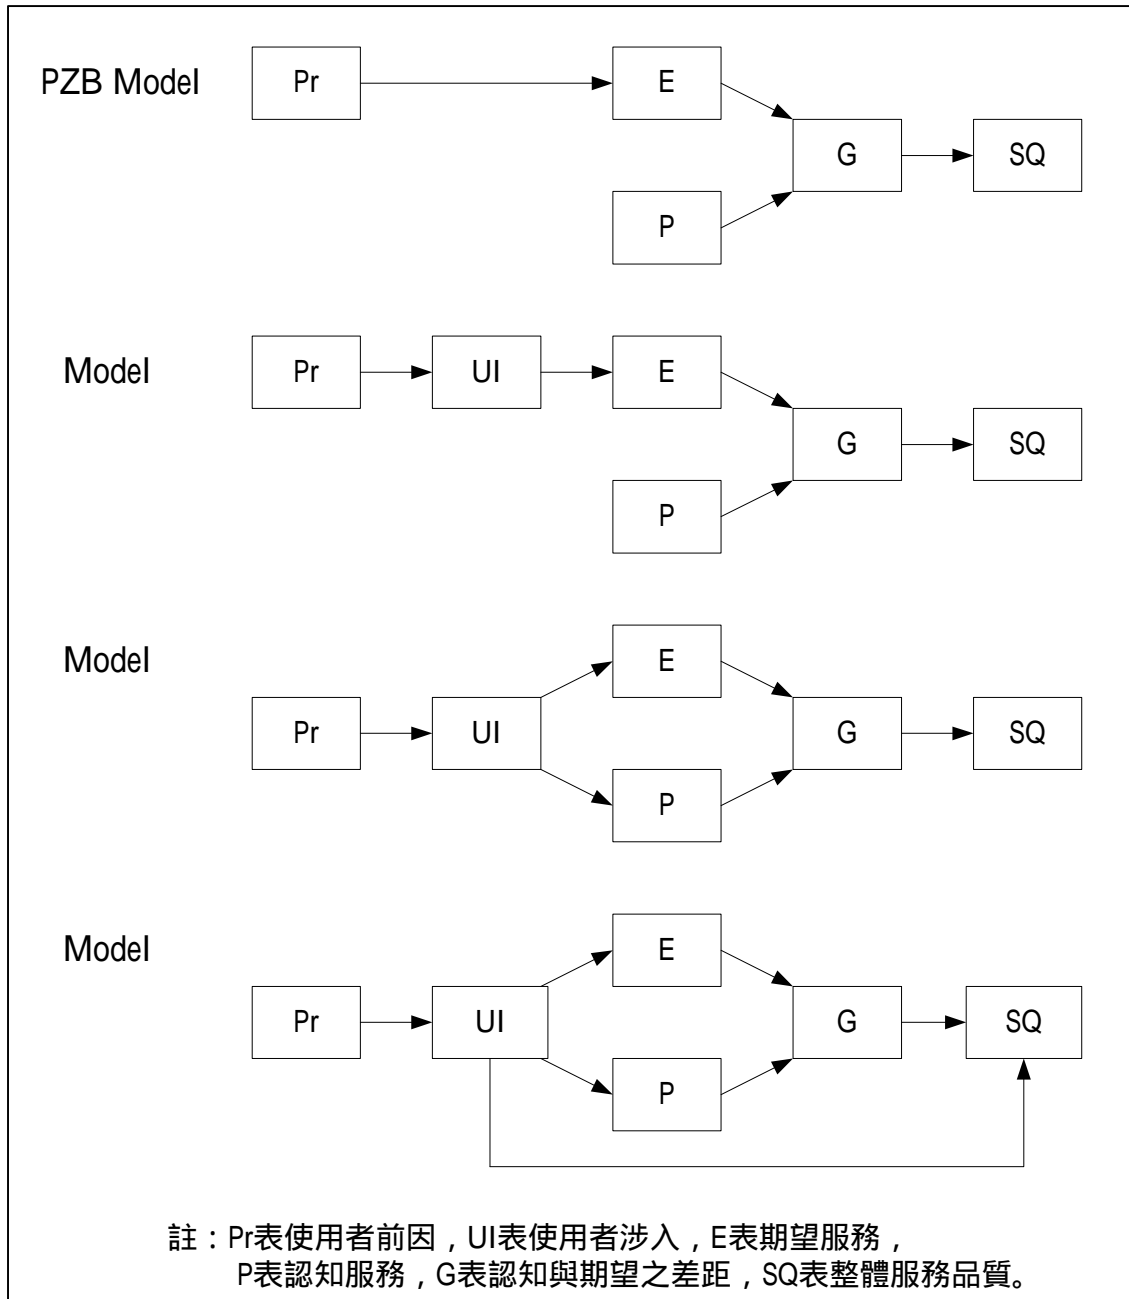 PZB Model
Pr
E
G
SQ
P
Model
Pr
UI
E
G
SQ
P
Model
E
Pr
UI
G
SQ
P
Model
E
Pr
UI
G
SQ
P
註：Pr表使用者前因，UI表使用者涉入，E表期望服務，
P表認知服務，G表認知與期望之差距，SQ表整體服務品質。